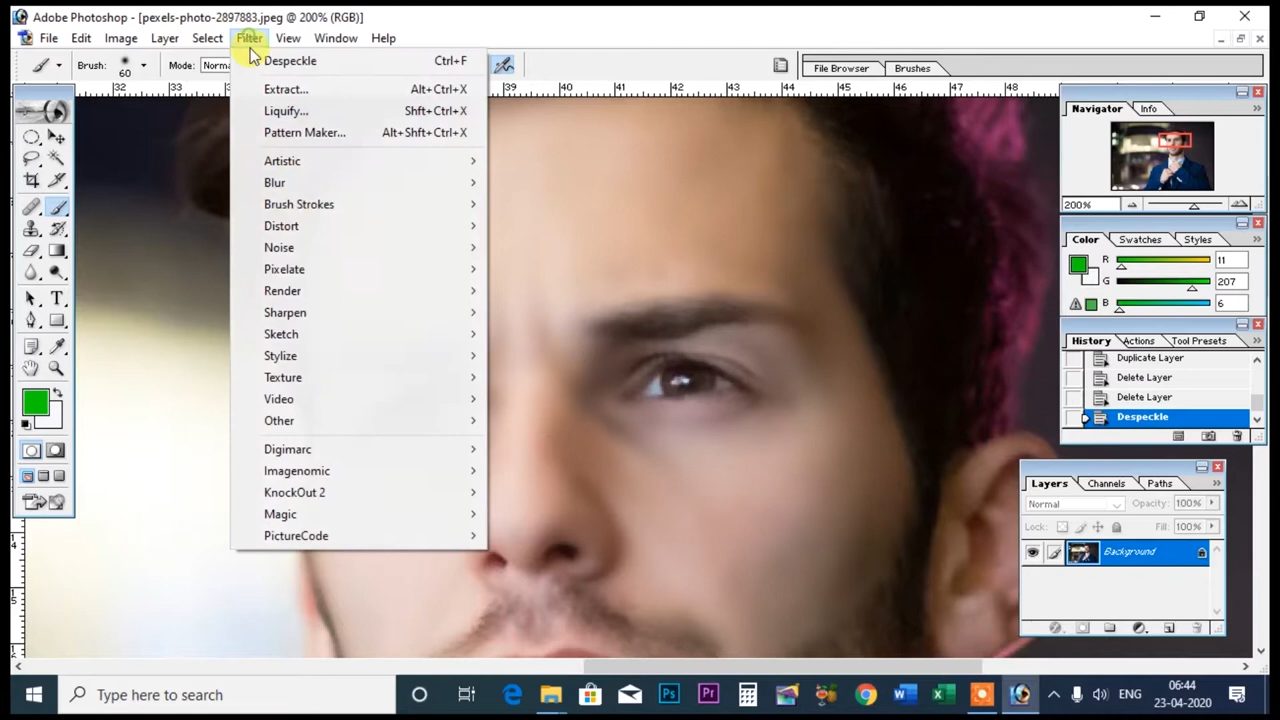 Adobe Photoshop - [pexels-photo-2897883.jpeg @ 200% (RGB)]
File Edit Image Layer Select Filter View Window Help
Brush: 60 Mode: Norma
File Browser Brushes
32 33 39 40 41 42 43 44 45 46 47 48
Despeckle Ctrl+F
Extract... Alt+Ctrl+X
Liquify... Shft+Ctrl+X
Pattern Maker... Alt+Shft+Ctrl+X
Artistic
Blur
Brush Strokes
Distort
Noise
Pixelate
Render
Sharpen
Sketch
Stylize
Texture
Video
Other
Digimarc
Imagenomic
KnockOut 2
Magic
PictureCode
Navigator Info
200%
Color Swatches Styles
R 11
G 207
B 6
History Actions Tool Presets
Duplicate Layer
Delete Layer
Delete Layer
Despeckle
Layers Channels Paths
Normal Opacity: 100%
Lock: Fill: 100%
Background
Type here to search
Ps
Pr
ENG
06:44
23-04-2020